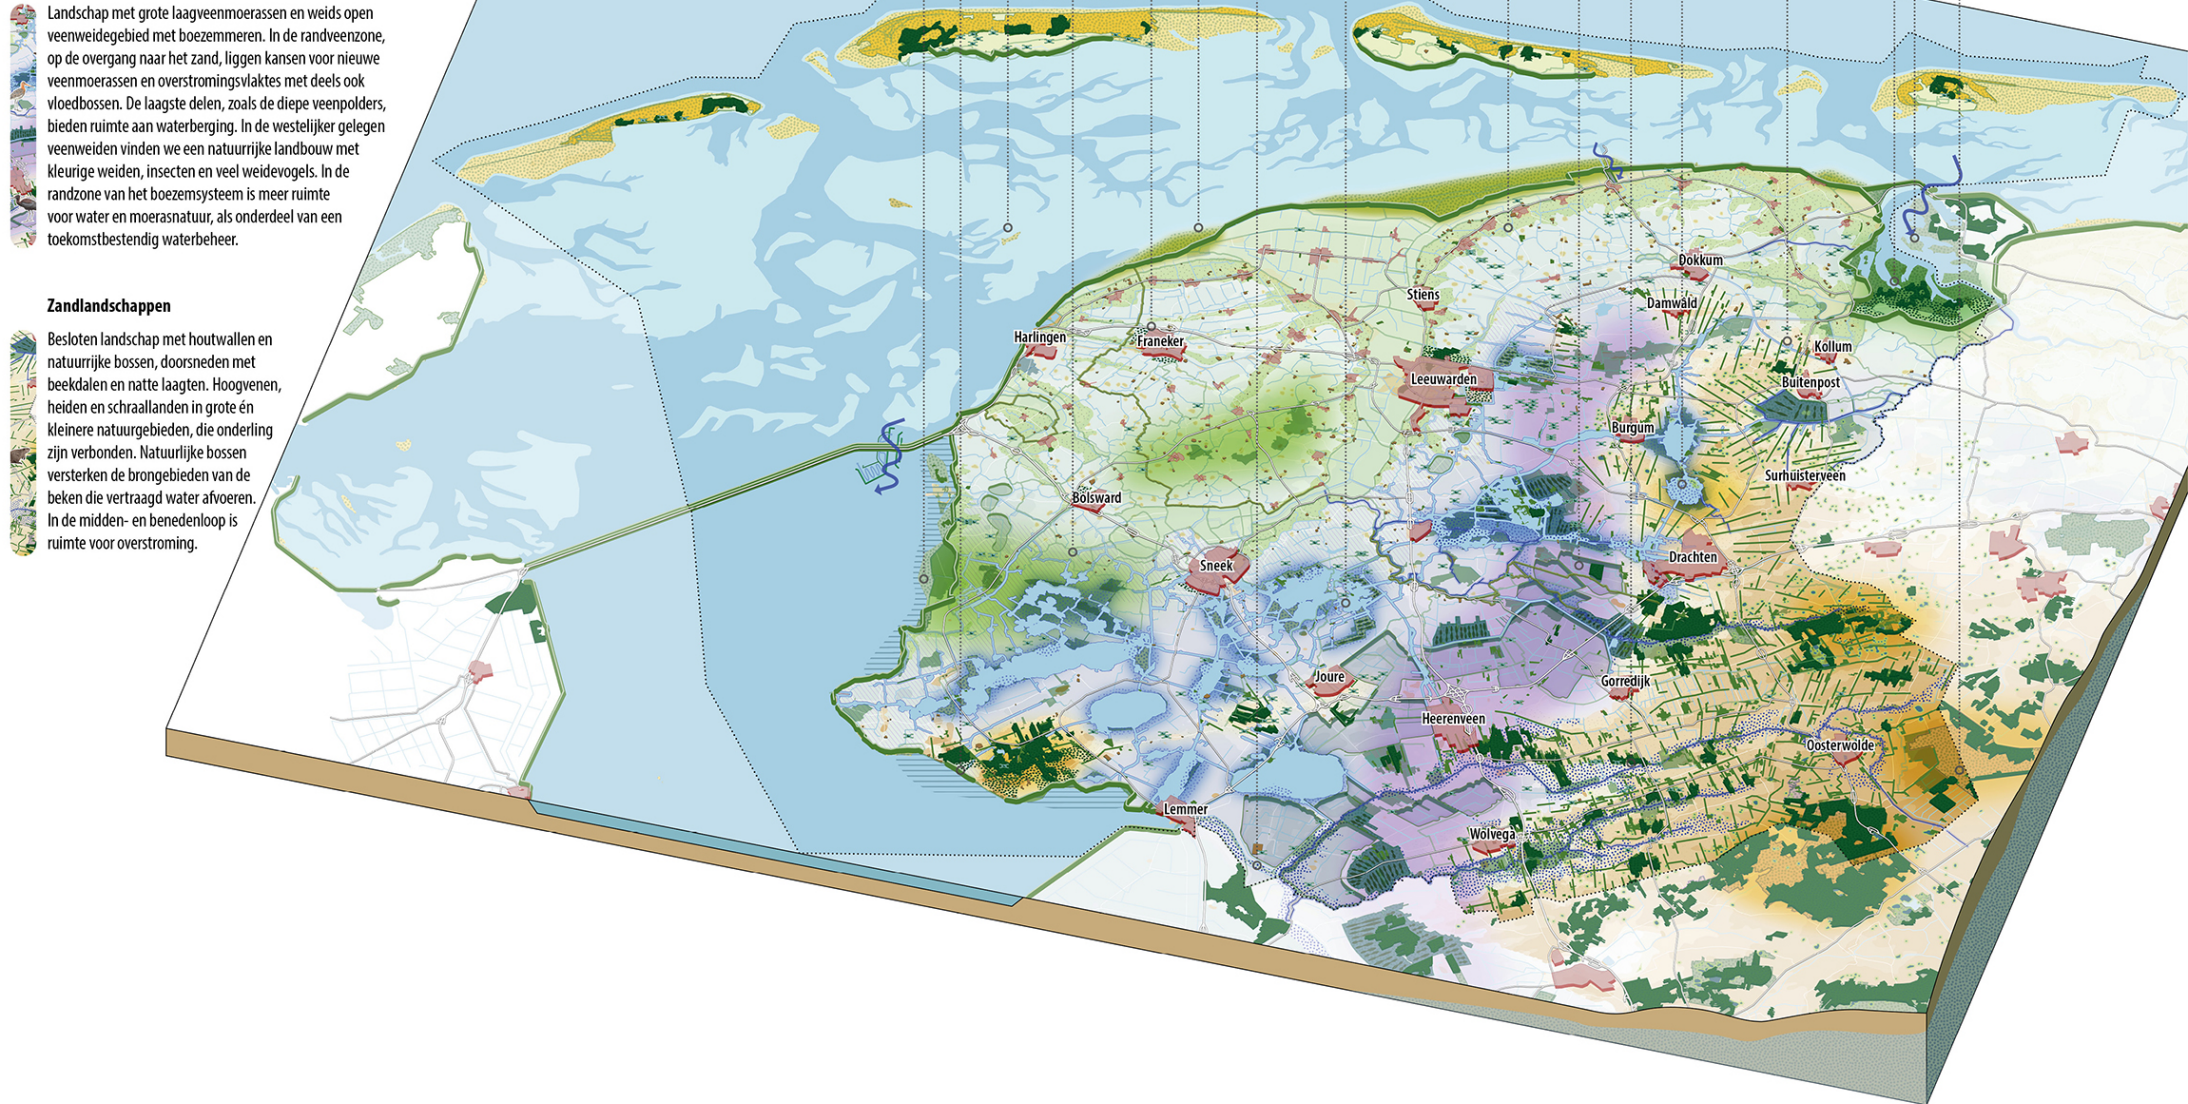 Landschap met grote laagveenmoerassen en weids open
veenweidegebied met boezemmeren. In de randveenzone,
op de overgang naar het zand, liggen kansen voor nieuwe
veenmoerassen en overstromingsvlaktes met deels ook
vloedbossen. De laagste delen, zoals de diepe veenpolders,
bieden ruimte aan waterberging. In de westelijker gelegen
veenweiden vinden we een natuurrijke landbouw met
kleurige weiden, insecten en veel weidevogels. In de
randzone van het boezemsysteem is meer ruimte
voor water en moerasnatuur, als onderdeel van een
toekomstbestendig waterbeheer.
Zandlandschappen
Besloten landschap met houtwallen en
natuurrijke bossen, doorsneden met
beekdalen en natte laagten. Hoogvenen,
heiden en schraallanden in grote én
kleinere natuurgebieden, die onderling
zijn verbonden. Natuurlijke bossen
versterken de brongebieden van de
beken die vertraagd water afvoeren.
In de midden- en benedenloop is
ruimte voor overstroming.
Dokkum
Stiens
Damwâld
Harlingen
Franeker
Kollum
Leeuwarden
Buitenpost
Burgum
Surhuisterveen
Bolsward
Sneek
Drachten
Joure
Gorredijk
Heerenveen
Oosterwolde
Lemmer
Wolvega